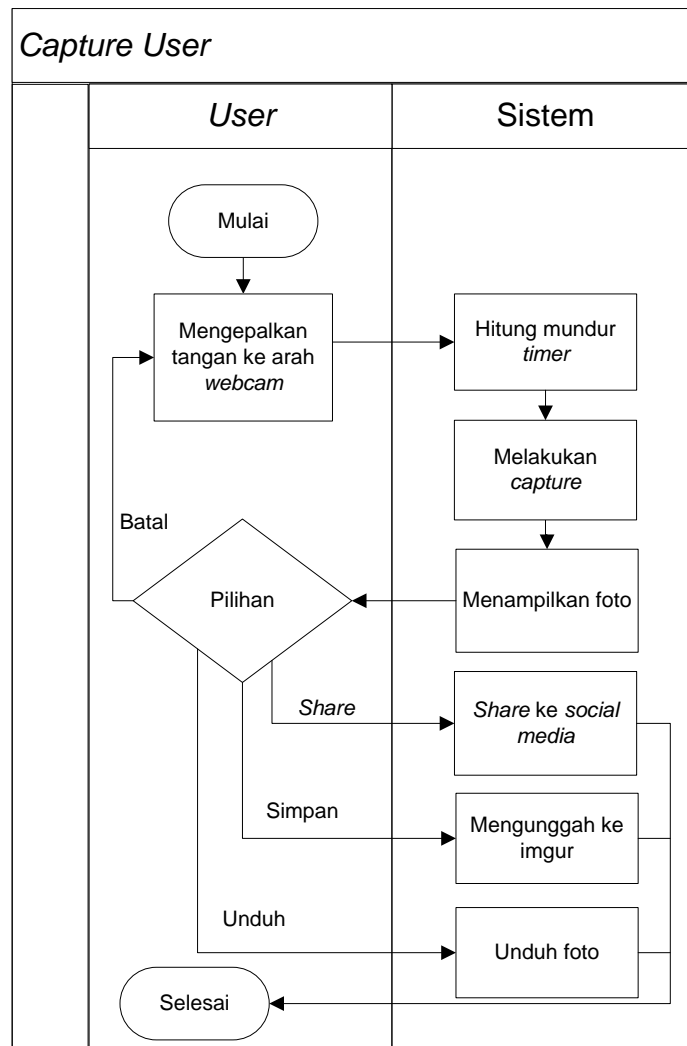 Capture User
User
Sistem
Mulai
Mengepalkan
tangan ke arah
webcam
Hitung mundur
timer
Melakukan
capture
Batal
Pilihan
Menampilkan foto
Share
Share ke social
media
Simpan
Mengunggah ke
imgur
Unduh
Unduh foto
Selesai